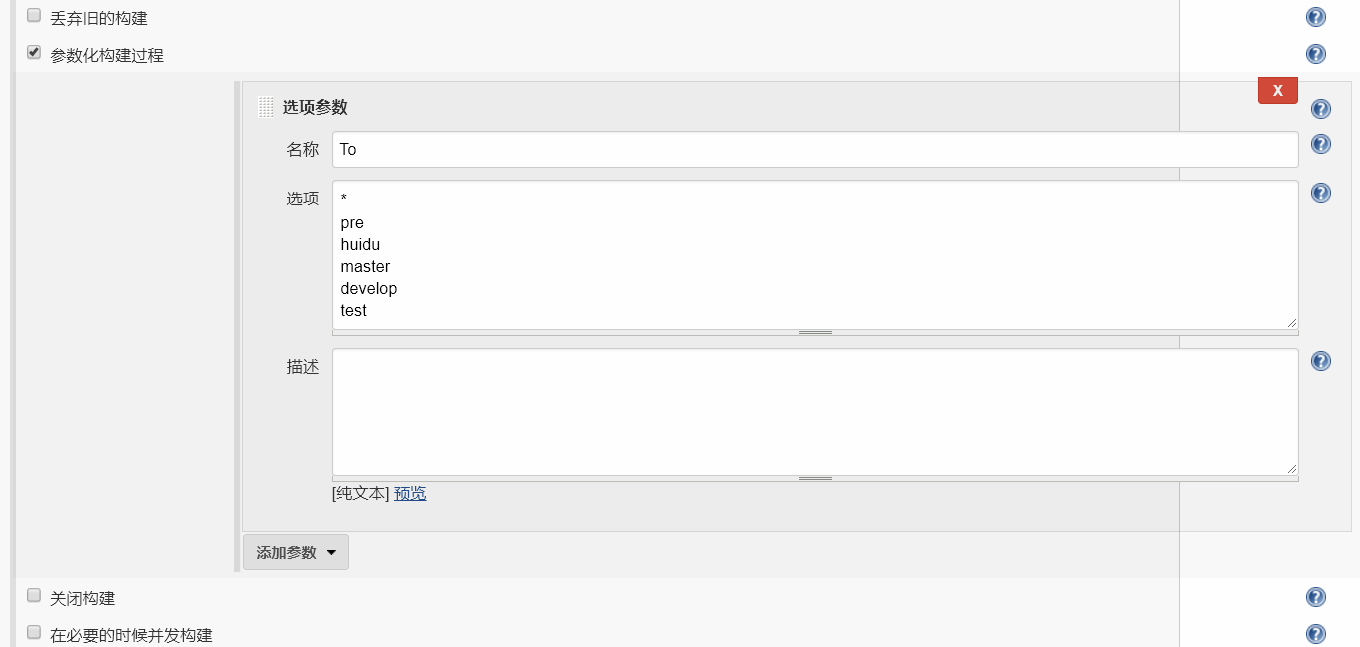 丢弃旧的构建
参数化构建过程
选项参数
X
名称
To
选项
*
pre
huidu
master
develop
test
描述
[纯文本] 预览
添加参数
关闭构建
在必要的时候并发构建